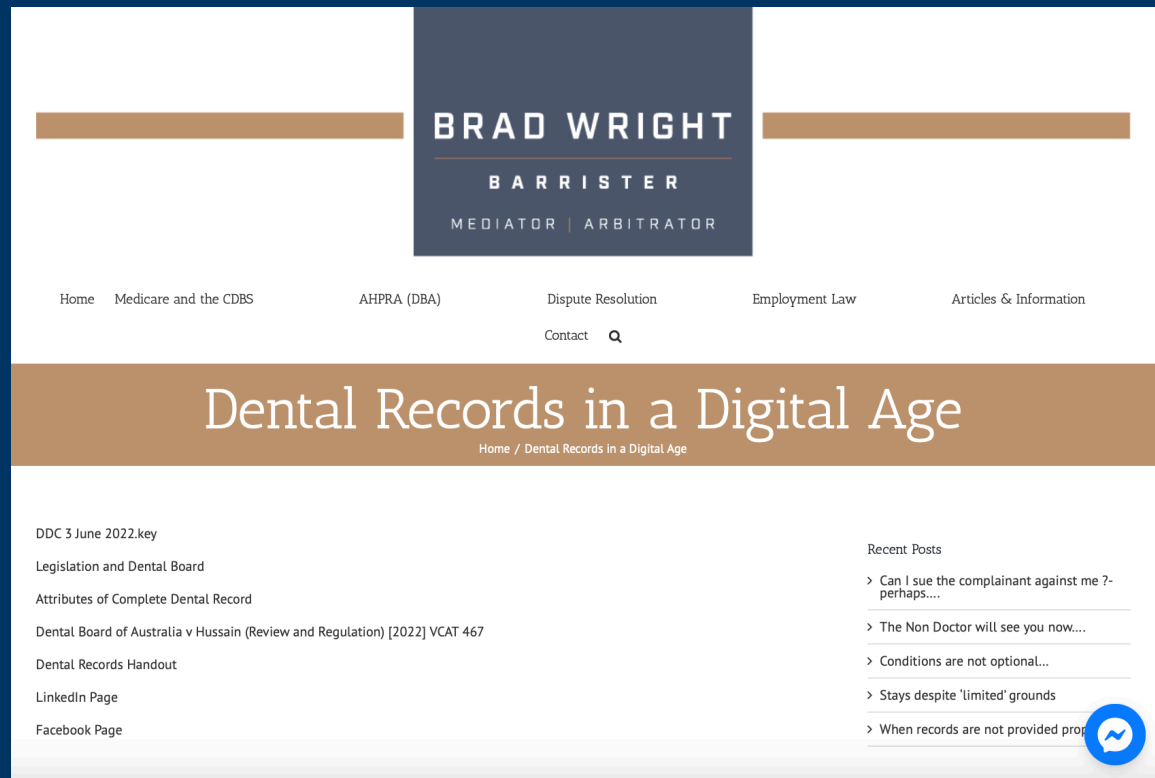 BRAD WRIGHT
BARRISTER
MEDIATOR | ARBITRATOR
Home Medicare and the CDBS AHPRA (DBA) Dispute Resolution Employment Law Articles & Information
Contact
Dental Records in a Digital Age
Home / Dental Records in a Digital Age
DDC 3 June 2022.key
Legislation and Dental Board
Attributes of Complete Dental Record
Dental Board of Australia v Hussain (Review and Regulation) [2022] VCAT 467
Dental Records Handout
LinkedIn Page
Facebook Page
Recent Posts
Can I sue the complainant against me ?-
perhaps....
The Non Doctor will see you now....
Conditions are not optional...
Stays despite ‘limited’ grounds
When records are not provided